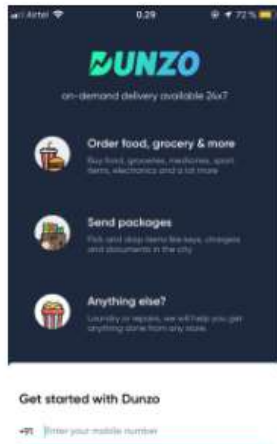 Airtel 0.29 72%
DUNZO
on-demand delivery available 24x7
Order food, grocery & more
Buy food, groceries, medicines, sport
items, electronics and a lot more
Send packages
Pick and drop items like keys, chargers
and documents in the city
Anything else?
Laundry or repairs, we will help you get
anything done from any store
Get started with Dunzo
+91 Enter your mobile number